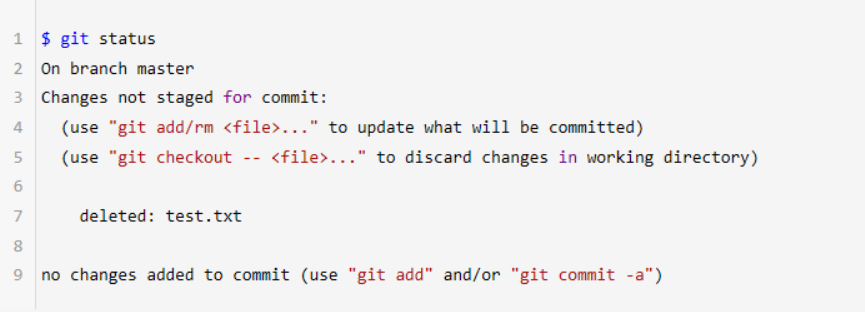 1 $ git status
2 On branch master
3 Changes not staged for commit:
4 (use "git add/rm <file>..." to update what will be committed)
5 (use "git checkout -- <file>..." to discard changes in working directory)
6
7 deleted: test.txt
8
9 no changes added to commit (use "git add" and/or "git commit -a")